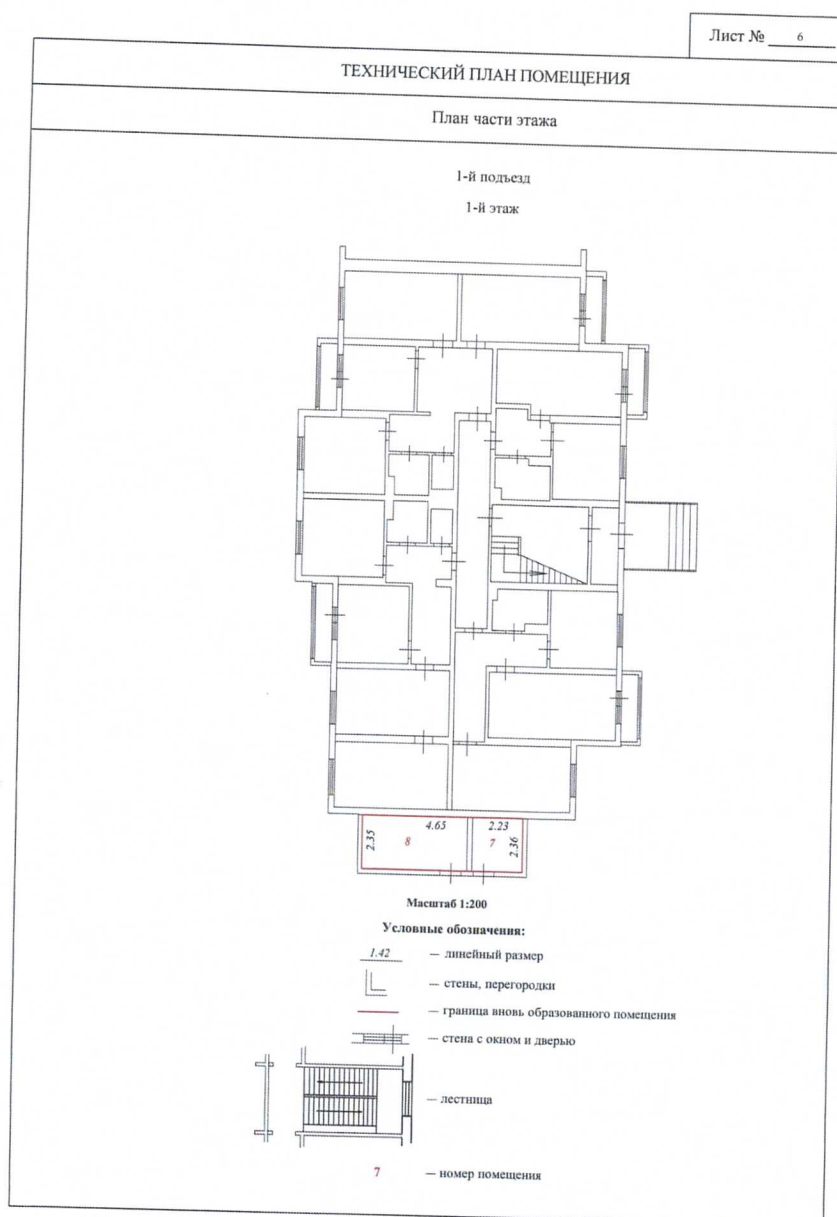 Лист № 6
ТЕХНИЧЕСКИЙ ПЛАН ПОМЕЩЕНИЯ
План части этажа
1-й подъезд
1-й этаж
4.65 2.23
2.35 8 7 2.36
Масштаб 1:200
Условные обозначения:
1.42 — линейный размер
— стены, перегородки
— граница вновь образованного помещения
— стена с окном и дверью
— лестница
7 — номер помещения